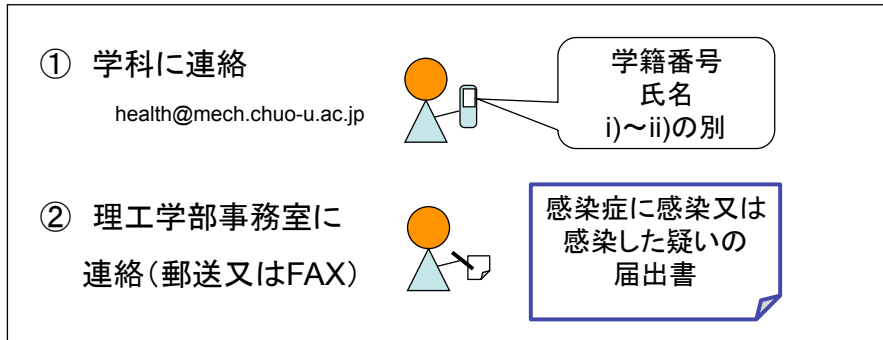 ① 学科に連絡
health@mech.chuo-u.ac.jp
学籍番号
氏名
i)～ii)の別
② 理工学部事務室に
連絡（郵送又はFAX）
感染症に感染又は
感染した疑いの
届出書